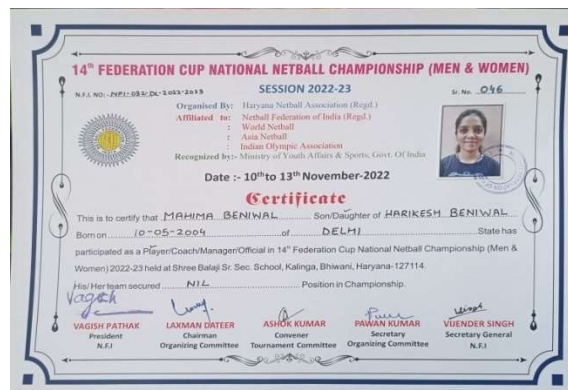 14th FEDERATION CUP NATIONAL NETBALL CHAMPIONSHIP (MEN & WOMEN)
SESSION 2022-23
N.F.I. NO:- NFI-032-DL-2022-2023
Sr. No. 046
Organised By: Haryana Netball Association (Regd.)
Affiliated to: Netball Federation of India (Regd.)
: World Netball
: Asia Netball
: Indian Olympic Association
Recognized by:- Ministry of Youth Affairs & Sports, Govt. Of India
Date :- 10th to 13th November-2022
Certificate
This is to certify that MAHIMA BENIWAL Son/Daughter of HARIKESH BENIWAL
Born on 10-05-2004 of DELHI State has
participated as a Player/Coach/Manager/Official in 14th Federation Cup National Netball Championship (Men &
Women) 2022-23 held at Shree Balaji Sr. Sec. School, Kalinga, Bhiwani, Haryana-127114.
His/Her team secured NIL Position in Championship.
Vagish
VAGISH PATHAK LAXMAN DATEER ASHOK KUMAR PAWAN KUMAR VIJENDER SINGH
President Chairman Convener Secretary Secretary General
N.F.I Organizing Committee Tournament Committee Organizing Committee N.F.I